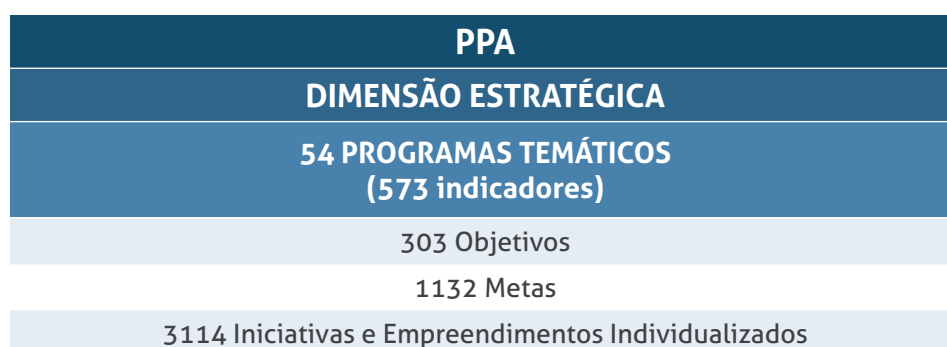 PPA
DIMENSÃO ESTRATÉGICA
54 PROGRAMAS TEMÁTICOS
(573 indicadores)
303 Objetivos
1132 Metas
3114 Iniciativas e Empreendimentos Individualizados